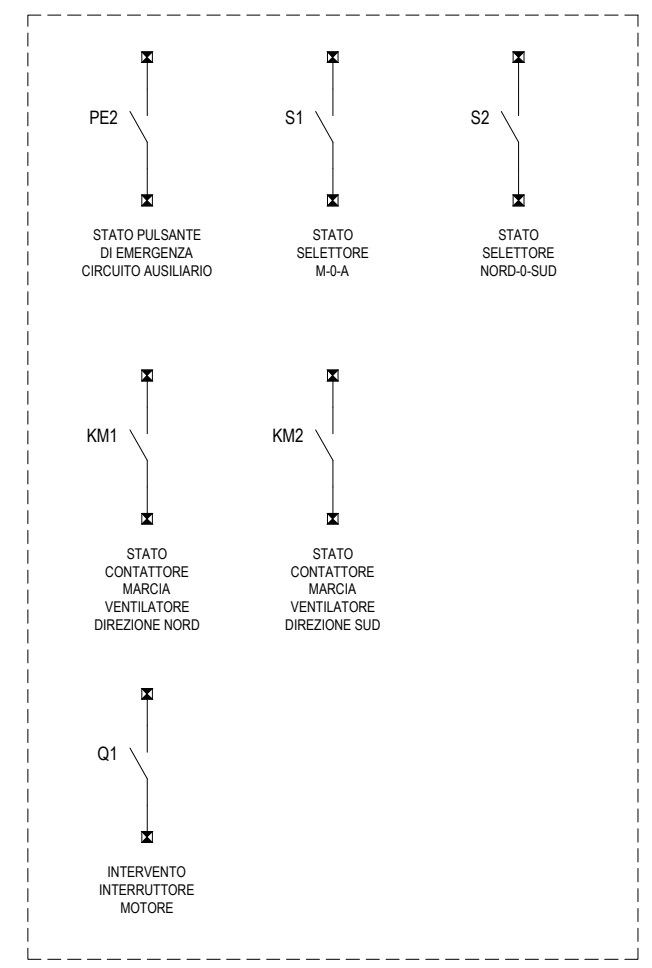 PE2
STATO PULSANTE
DI EMERGENZA
CIRCUITO AUSILIARIO
S1
STATO
SELETTORE
M-0-A
S2
STATO
SELETTORE
NORD-0-SUD
KM1
STATO
CONTATTORE
MARCIA
VENTILATORE
DIREZIONE NORD
KM2
STATO
CONTATTORE
MARCIA
VENTILATORE
DIREZIONE SUD
Q1
INTERVENTO
INTERRUTTORE
MOTORE